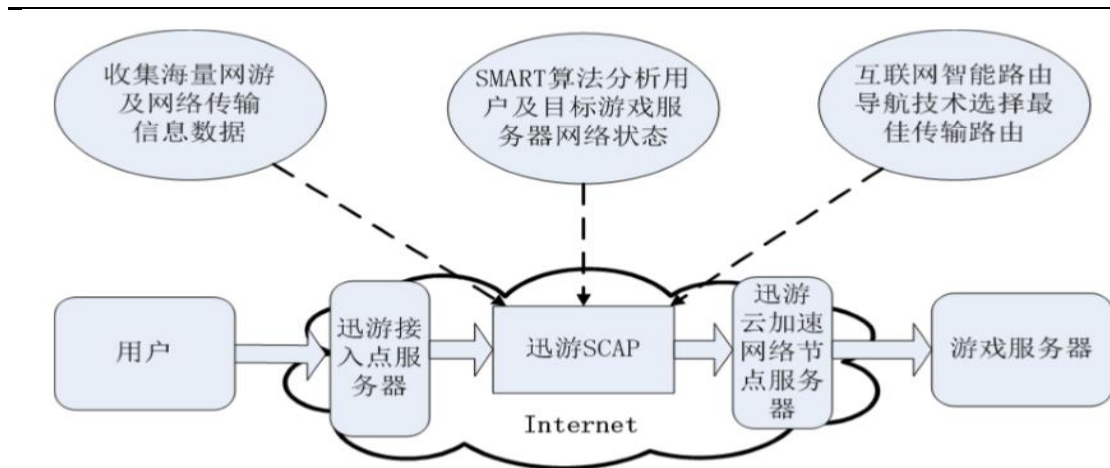 收集海量网游
及网络传输
信息数据
SMART算法分析用
户及目标游戏服
务器网络状态
互联网智能路由
导航技术选择最
佳传输路由
用户
迅游接
入点服
务器
迅游SCAP
迅游
云加速
网络节
点服务
器
游戏服务器
Internet